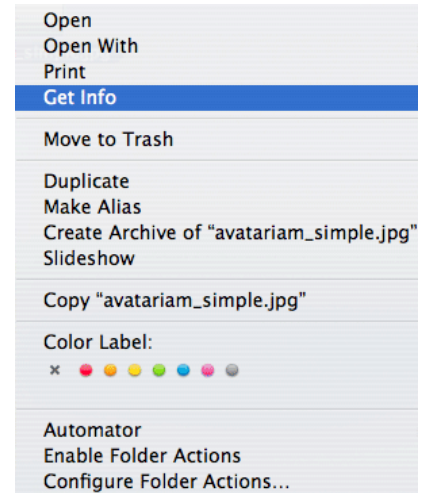 Open
Open With
Print
Get Info
Move to Trash
Duplicate
Make Alias
Create Archive of “avatariam_simple.jpg”
Slideshow
Copy “avatariam_simple.jpg”
Color Label:
Automator
Enable Folder Actions
Configure Folder Actions...